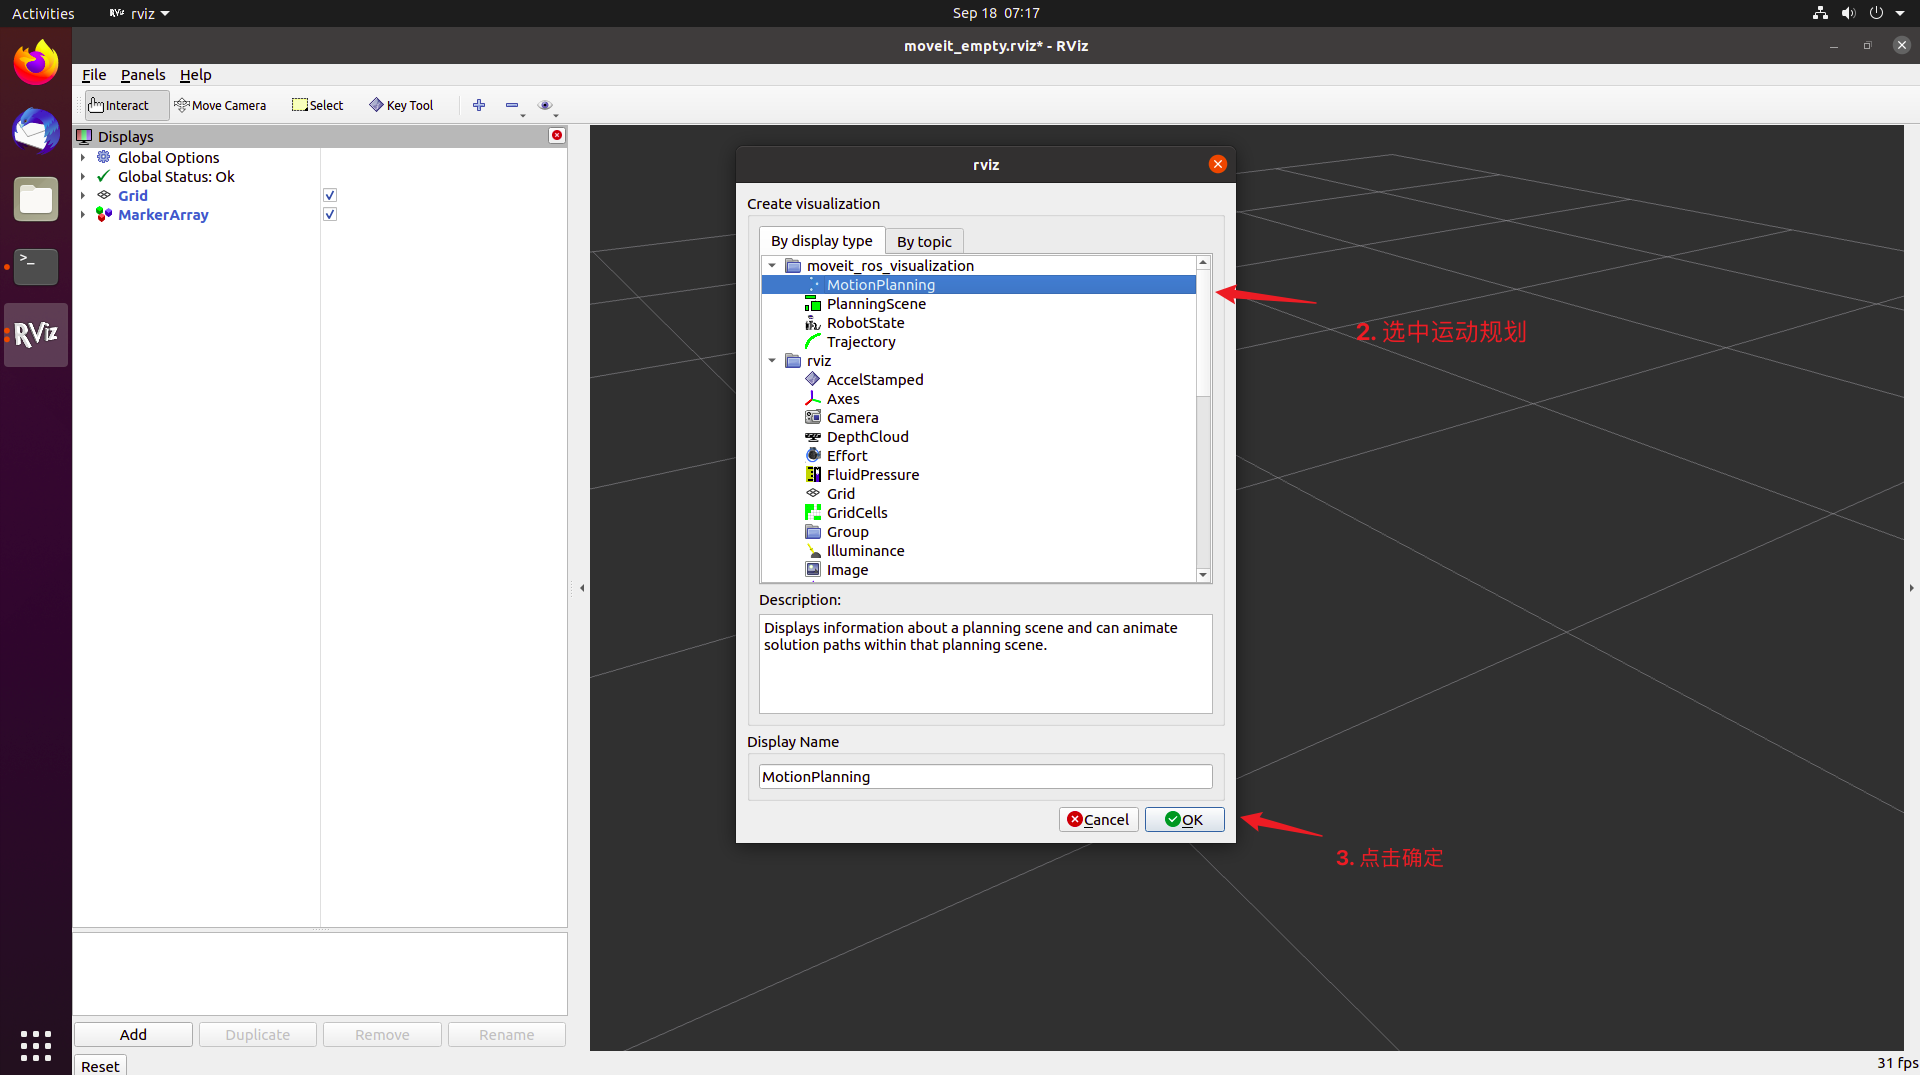 Activities
rviz
Sep 18 07:17
moveit_empty.rviz* - RViz
File
Panels
Help
Interact
Move Camera
Select
Key Tool
Displays
Global Options
Global Status: Ok
Grid
MarkerArray
RViz
rviz
Create visualization
By display type
By topic
moveit_ros_visualization
MotionPlanning
PlanningScene
RobotState
Trajectory
rviz
AccelStamped
Axes
Camera
DepthCloud
Effort
FluidPressure
Grid
GridCells
Group
Illuminance
Image
2. 选中运动规划
Description:
Displays information about a planning scene and can animate
solution paths within that planning scene.
Display Name
MotionPlanning
Cancel
OK
3. 点击确定
Add
Duplicate
Remove
Rename
Reset
31 fps